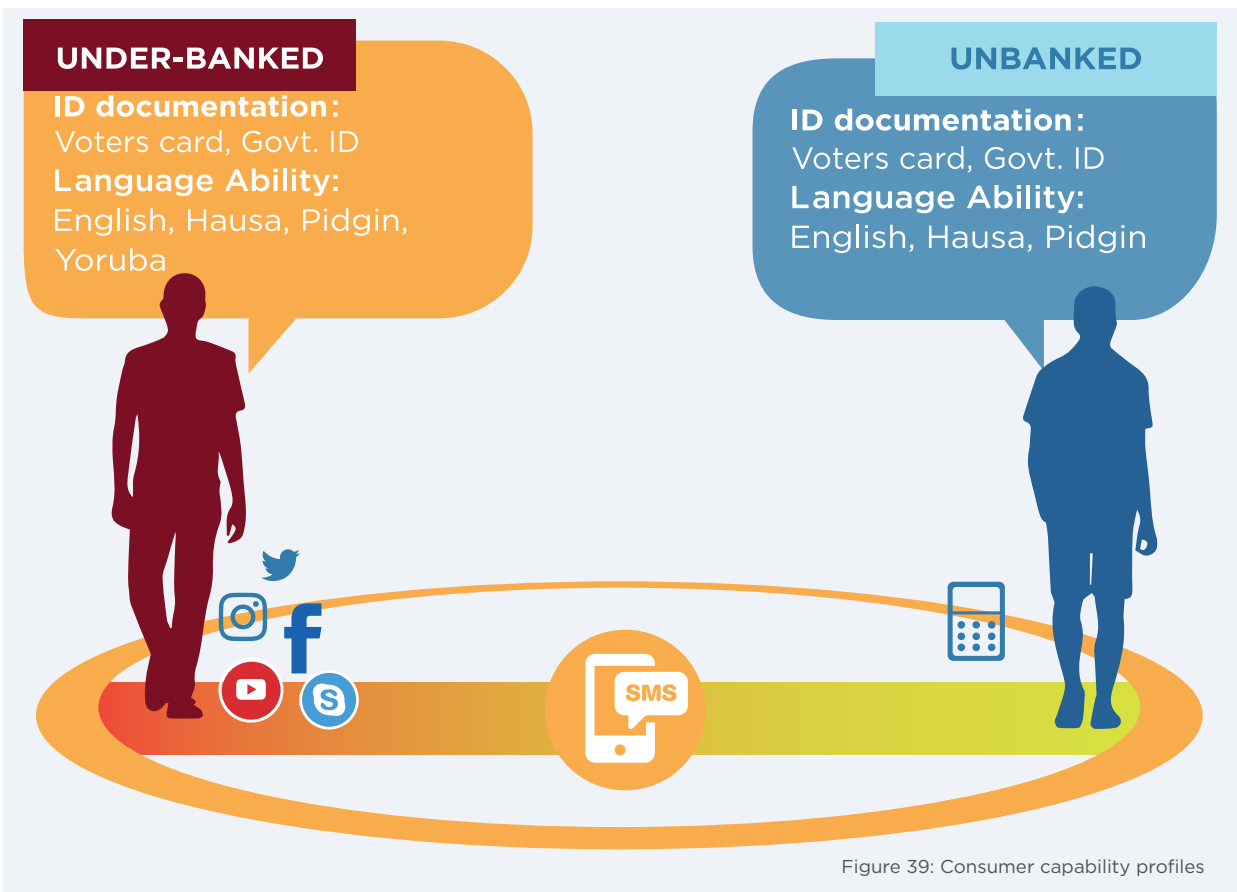 UNDER-BANKED
ID documentation:
Voters card, Govt. ID
Language Ability:
English, Hausa, Pidgin,
Yoruba
UNBANKED
ID documentation:
Voters card, Govt. ID
Language Ability:
English, Hausa, Pidgin
SMS
Figure 39: Consumer capability profiles